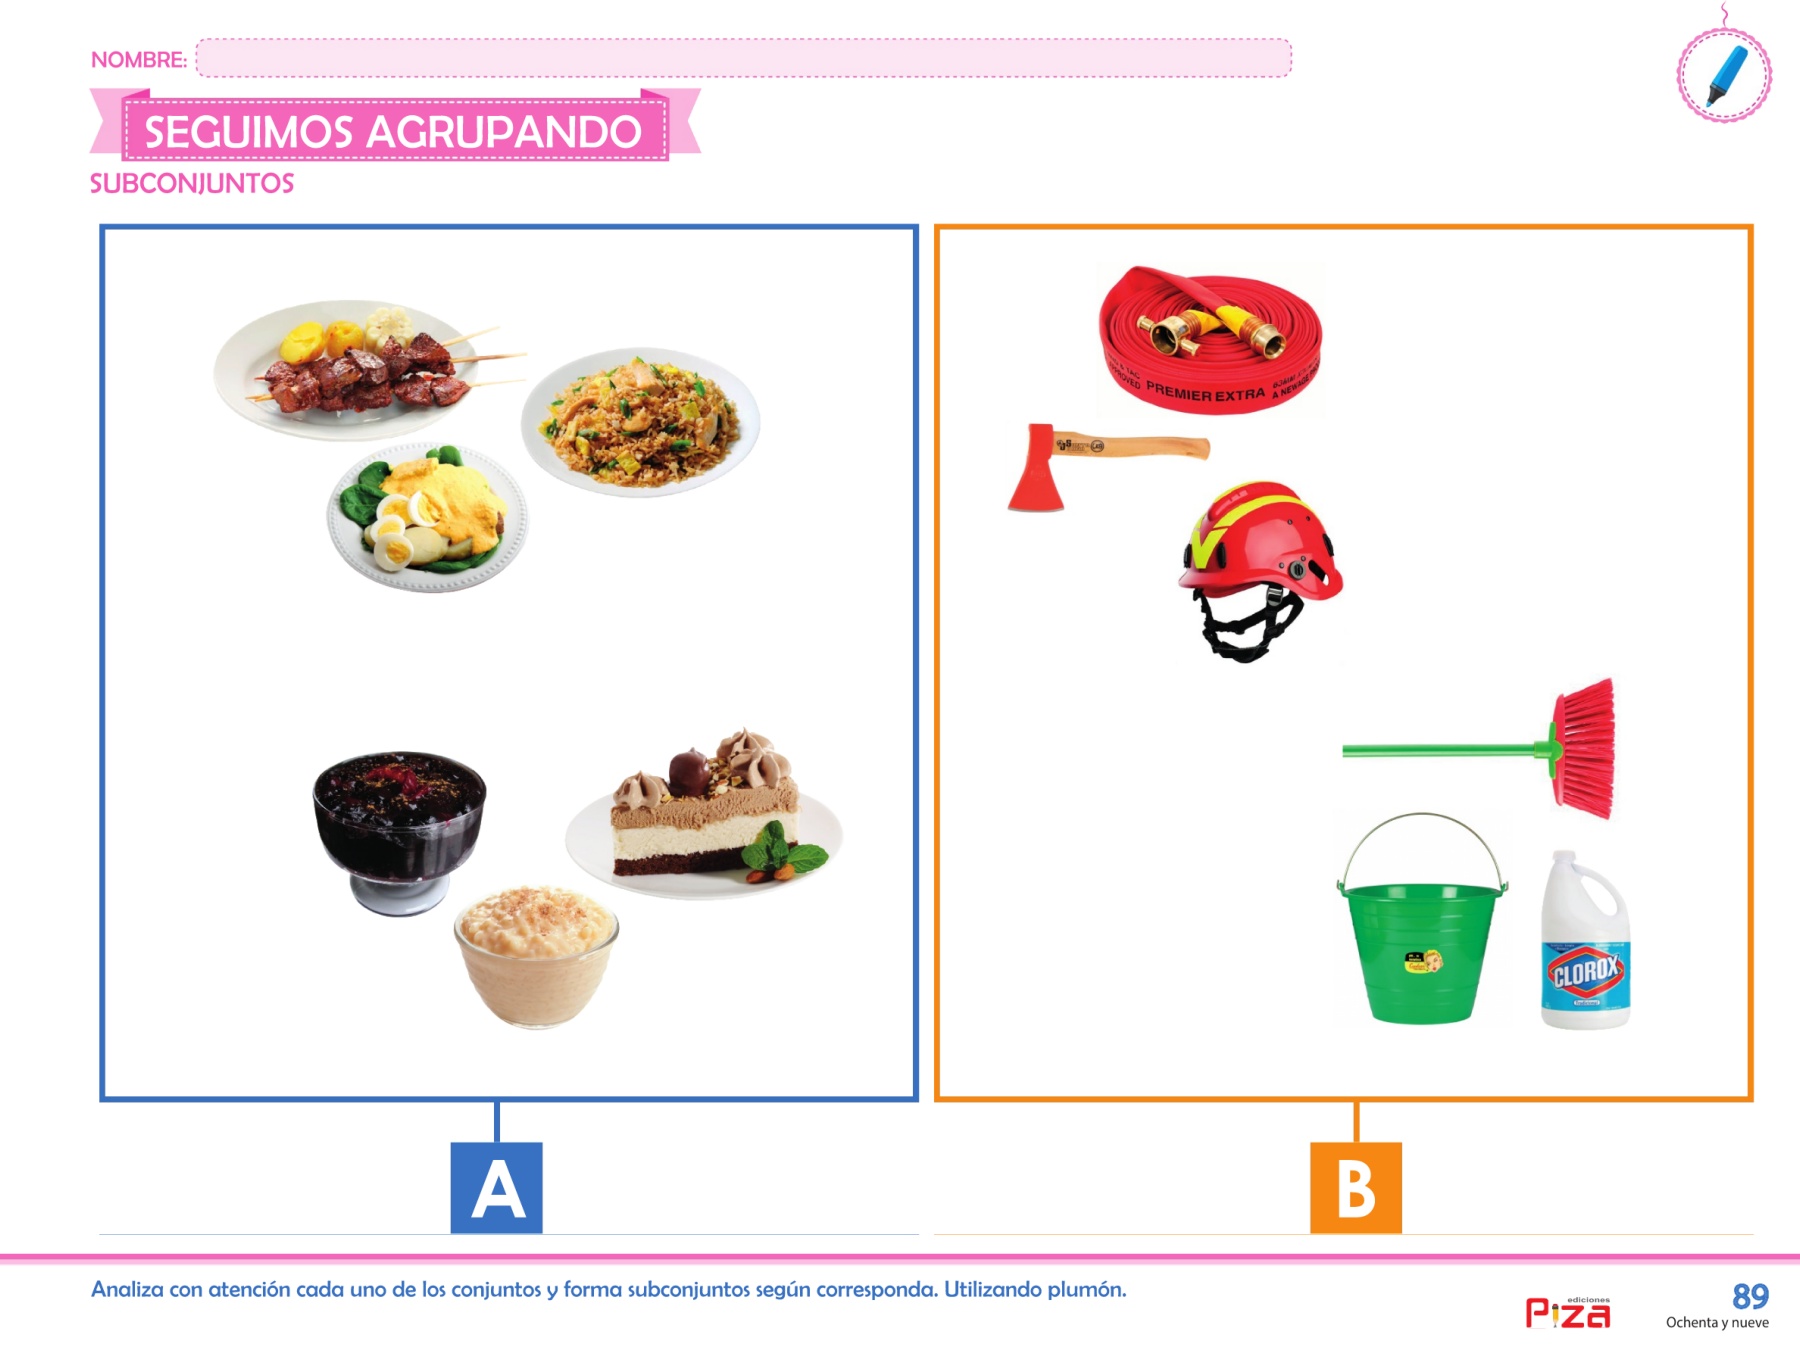 NOMBRE:
SEGUIMOS AGRUPANDO
SUBCONJUNTOS
APPROVED PREMIER EXTRA
CLOROX
A
B
Analiza con atención cada uno de los conjuntos y forma subconjuntos según corresponda. Utilizando plumón.
ediciones
Piza
89
Ochenta y nueve